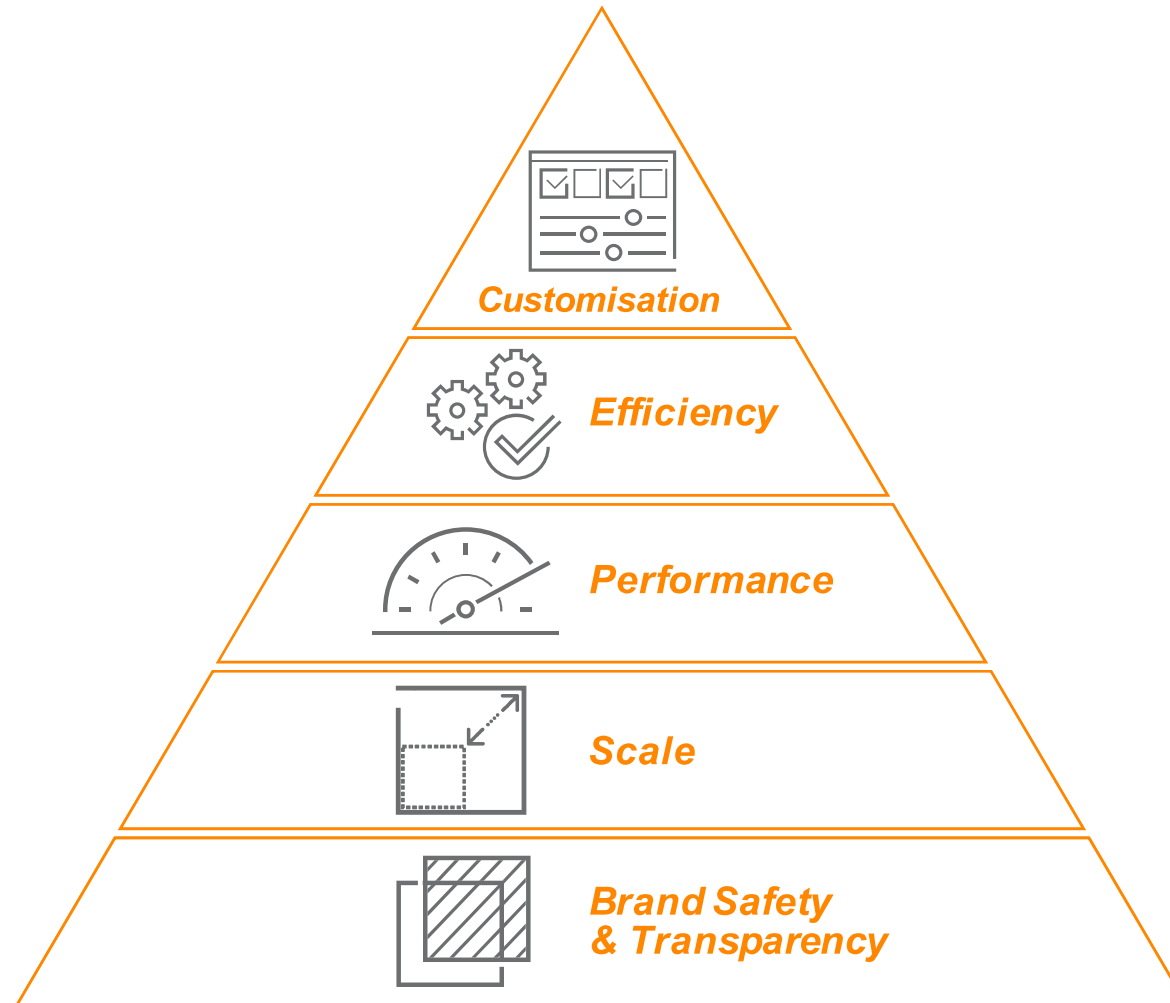 Customisation
Efficiency
Performance
Scale
Brand Safety
& Transparency